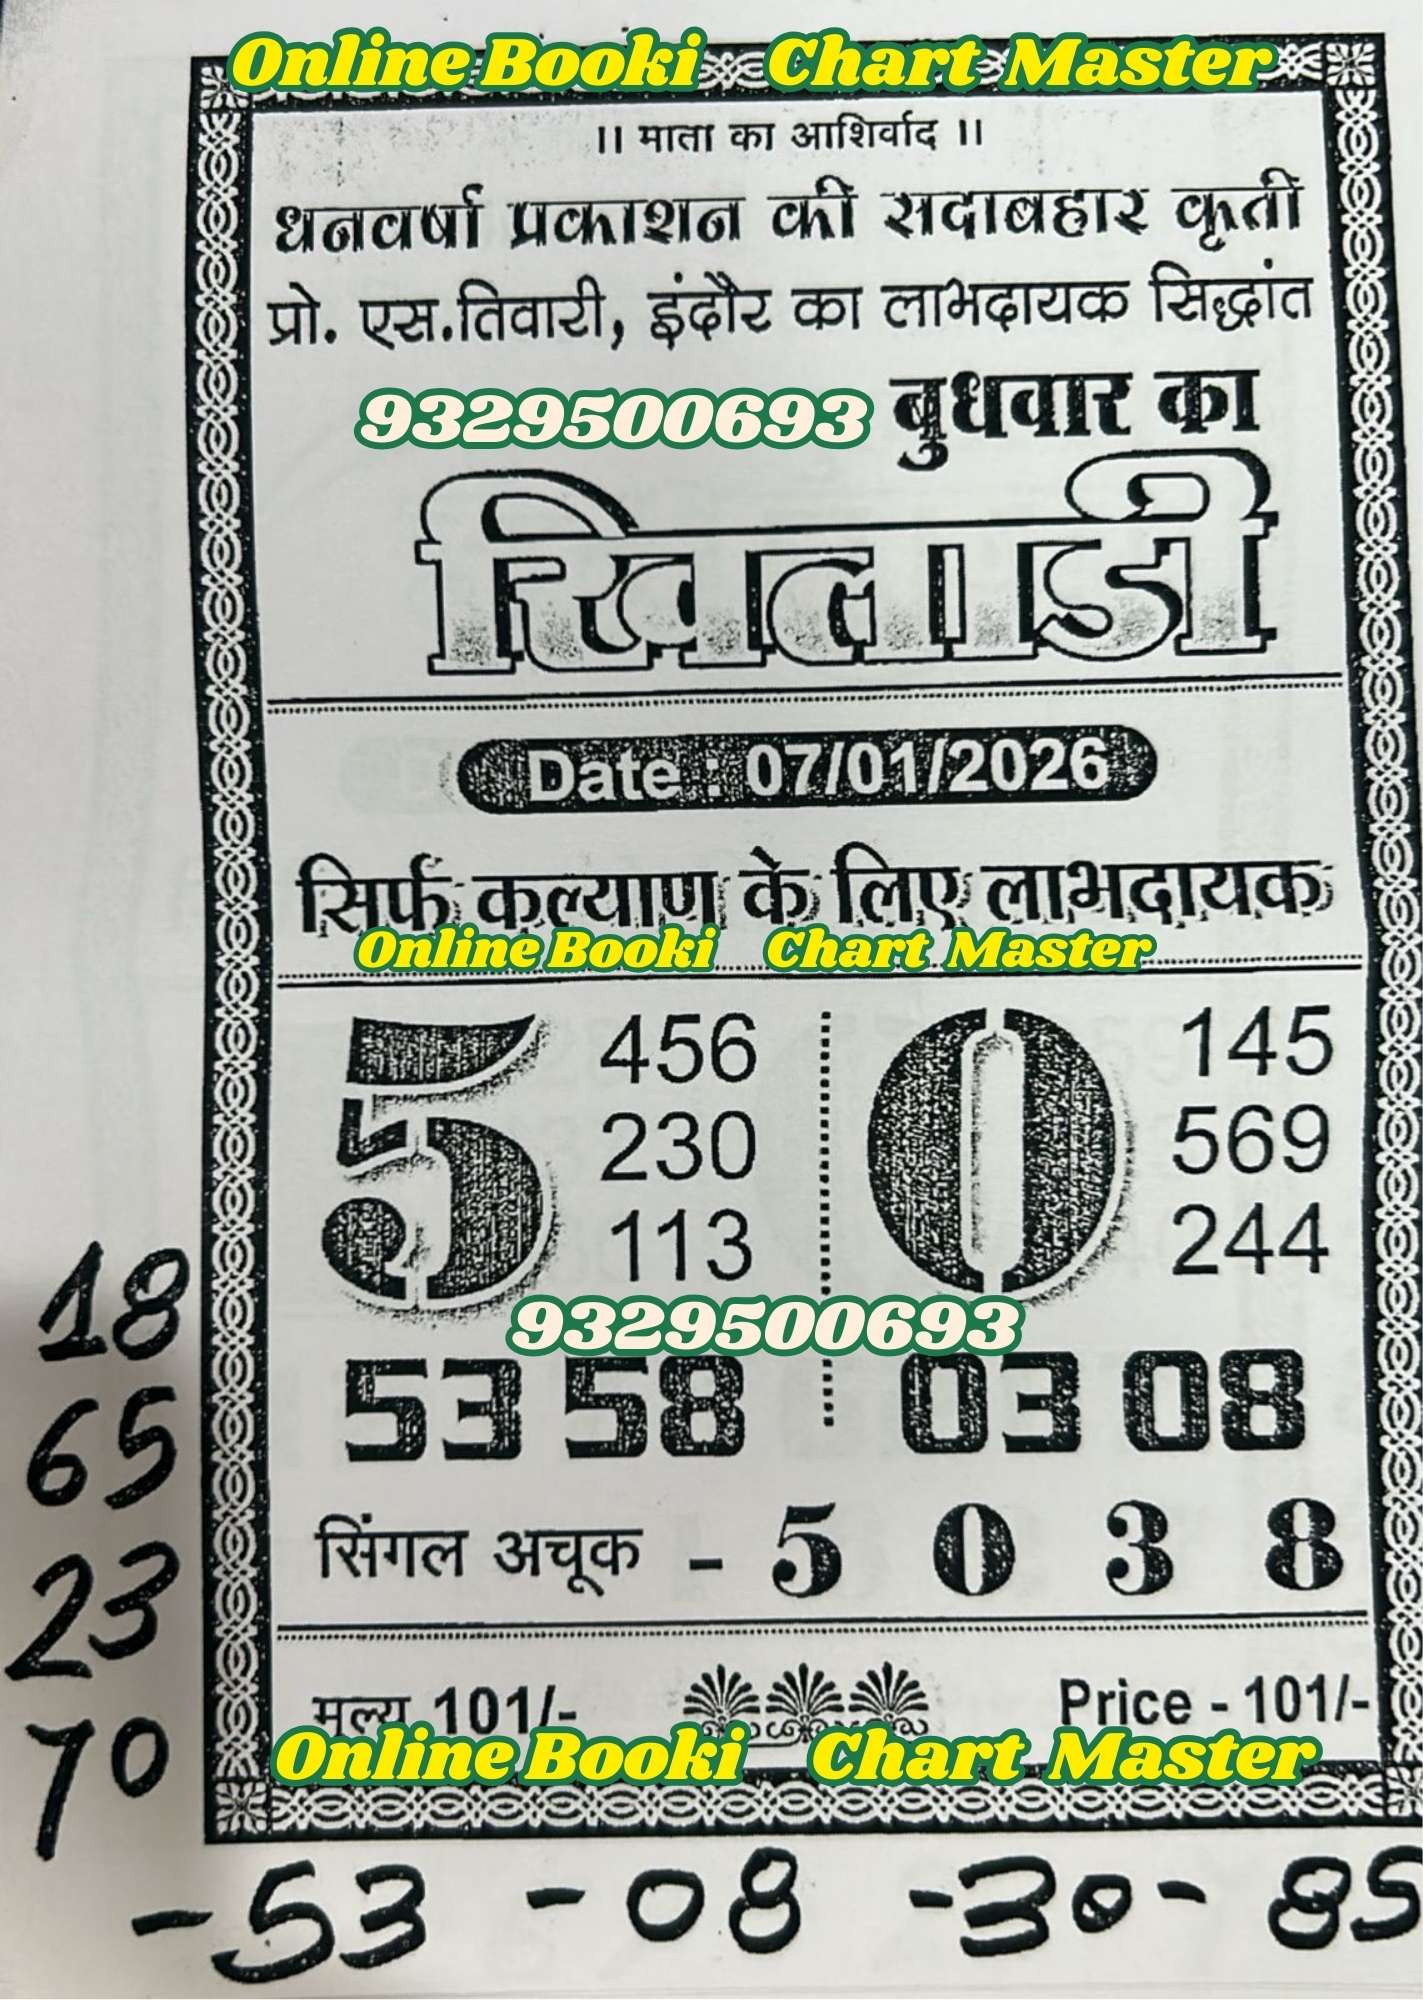 Online Booki Chart Master
।। माता का आशिर्वाद ।।
धनवर्षा प्रकाशन की सदाबहार कृती
प्रो. एस.तिवारी, इंदौर का लाभदायक सिद्धांत
9329500693 बुधवार का
खिलाडी
Date : 07/01/2026
सिर्फ कल्याण के लिए लाभदायक
Online Booki Chart Master
5 456 0 145
230 569
113 244
9329500693
53 58 03 08
सिंगल अचूक - 5 0 3 8
मूल्य 101/- Price - 101/-
Online Booki Chart Master
18
65
23
70
- 53 - 08 - 30 - 85